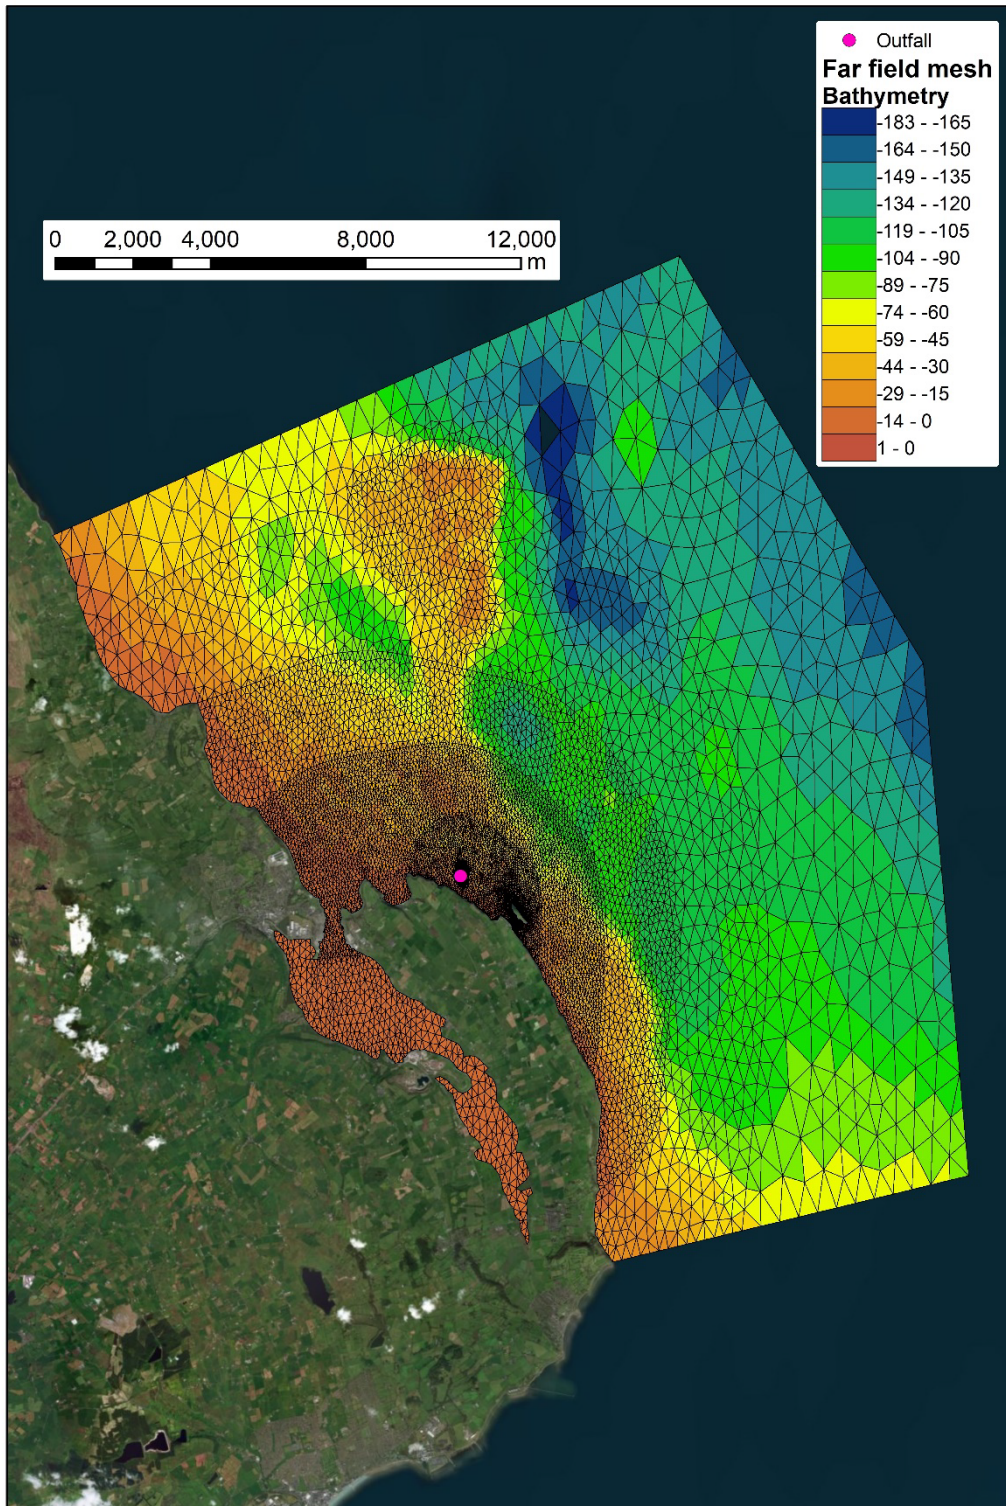 Outfall
Far field mesh
Bathymetry
-183 - -165
-164 - -150
-149 - -135
-134 - -120
-119 - -105
-104 - -90
-89 - -75
-74 - -60
-59 - -45
-44 - -30
-29 - -15
-14 - 0
1 - 0
0 2,000 4,000 8,000 12,000
m